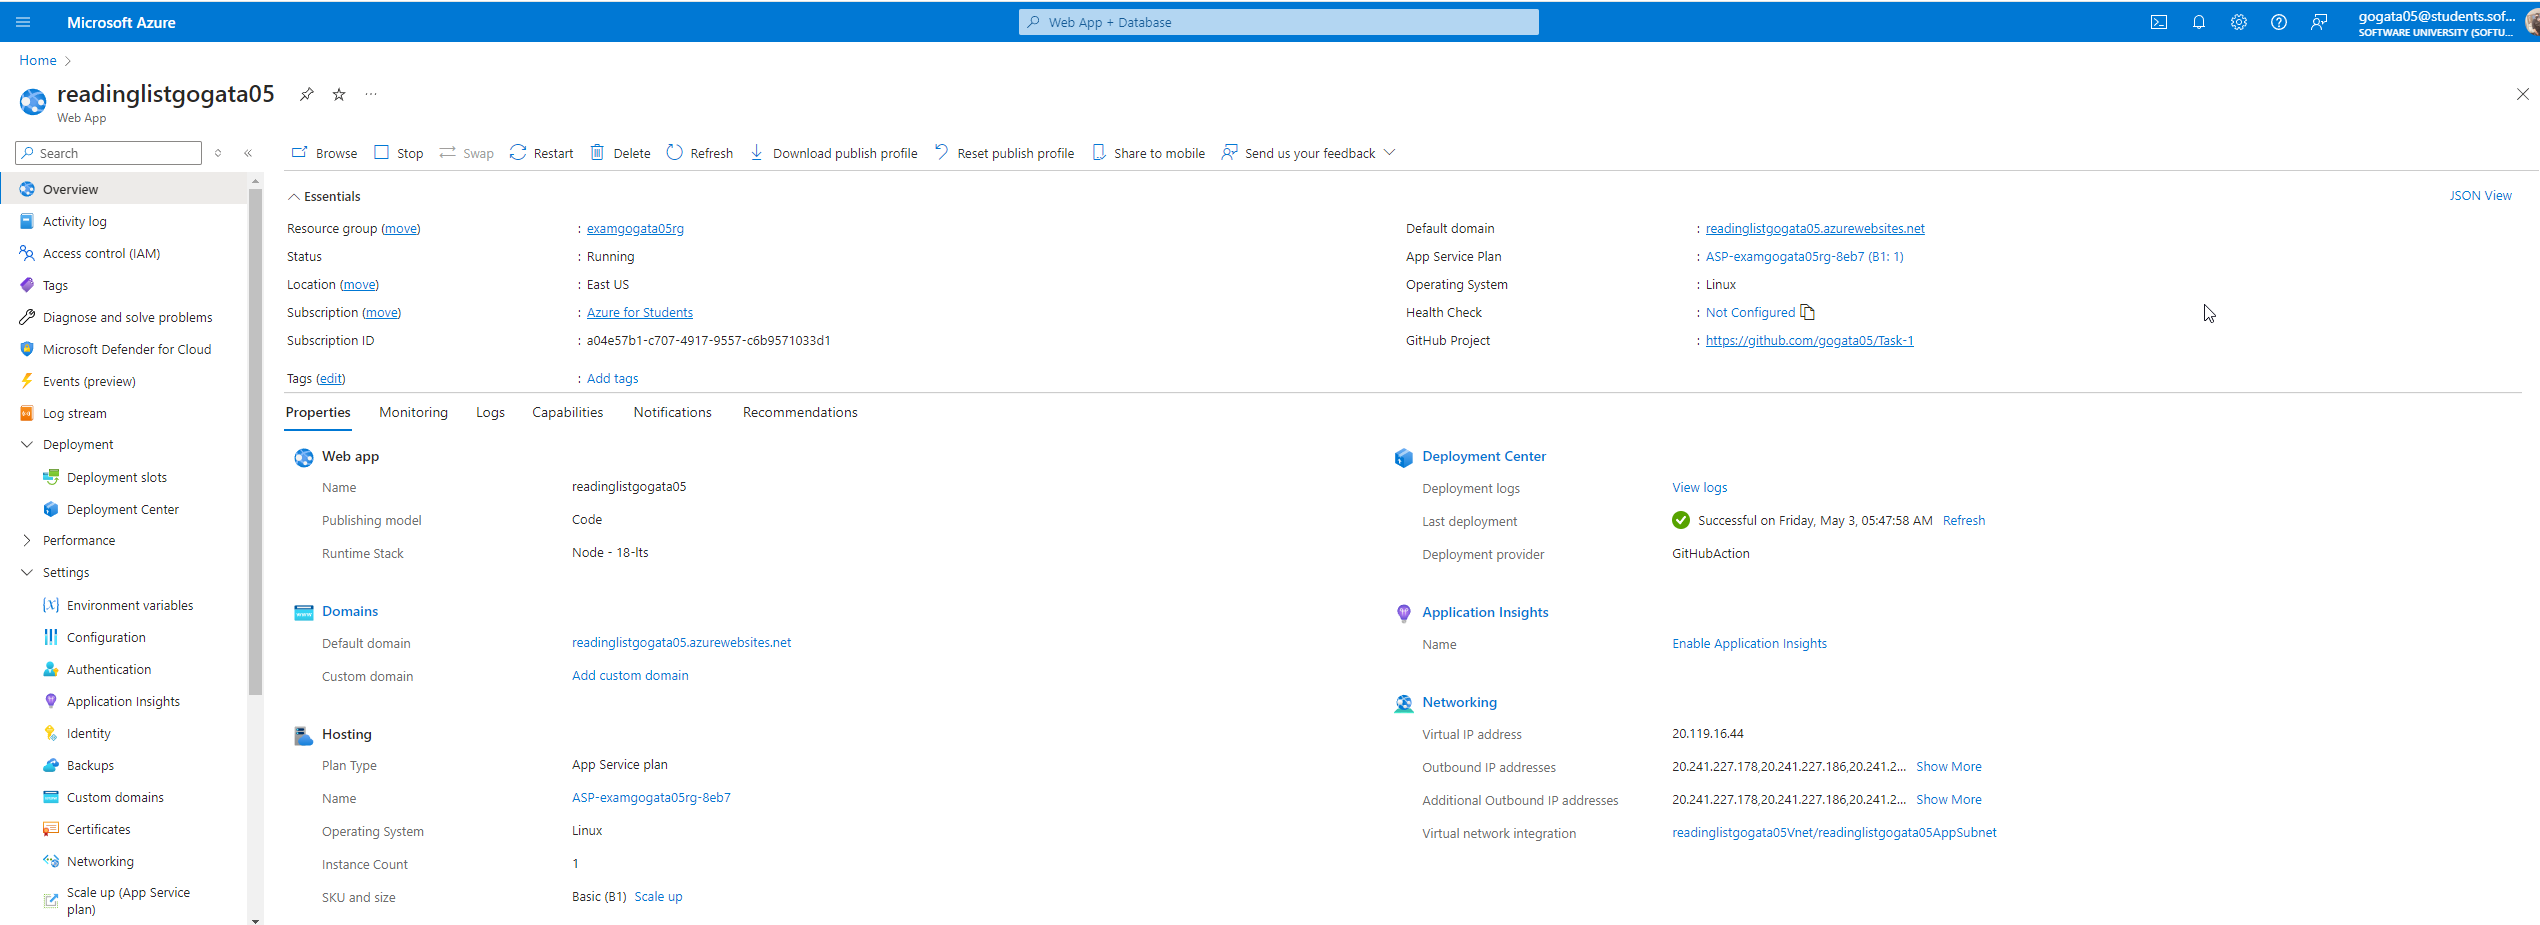 Microsoft Azure
Web App + Database
gogata05@students.sof...
SOFTWARE UNIVERSITY (SOFTU...
Home
readinglistgogata05
Web App
Search
Browse Stop Swap Restart Delete Refresh Download publish profile Reset publish profile Share to mobile Send us your feedback
Overview
Activity log
Access control (IAM)
Tags
Diagnose and solve problems
Microsoft Defender for Cloud
Events (preview)
Log stream
Deployment
Deployment slots
Deployment Center
Performance
Settings
Environment variables
Configuration
Authentication
Application Insights
Identity
Backups
Custom domains
Certificates
Networking
Scale up (App Service
plan)
Essentials
JSON View
Resource group (move) : examgogata05rg
Status : Running
Location (move) : East US
Subscription (move) : Azure for Students
Subscription ID : a04e57b1-c707-4917-9557-c6b9571033d1
Tags (edit) : Add tags
Default domain : readinglistgogata05.azurewebsites.net
App Service Plan : ASP-examgogata05rg-8eb7 (B1: 1)
Operating System : Linux
Health Check : Not Configured
GitHub Project : https://github.com/gogata05/Task-1
Properties Monitoring Logs Capabilities Notifications Recommendations
Web app
Name readinglistgogata05
Publishing model Code
Runtime Stack Node - 18-lts
Domains
Default domain readinglistgogata05.azurewebsites.net
Custom domain Add custom domain
Hosting
Plan Type App Service plan
Name ASP-examgogata05rg-8eb7
Operating System Linux
Instance Count 1
SKU and size Basic (B1) Scale up
Deployment Center
Deployment logs View logs
Last deployment Successful on Friday, May 3, 05:47:58 AM Refresh
Deployment provider GitHubAction
Application Insights
Name Enable Application Insights
Networking
Virtual IP address 20.119.16.44
Outbound IP addresses 20.241.227.178,20.241.227.186,20.241.2... Show More
Additional Outbound IP addresses 20.241.227.178,20.241.227.186,20.241.2... Show More
Virtual network integration readinglistgogata05Vnet/readinglistgogata05AppSubnet